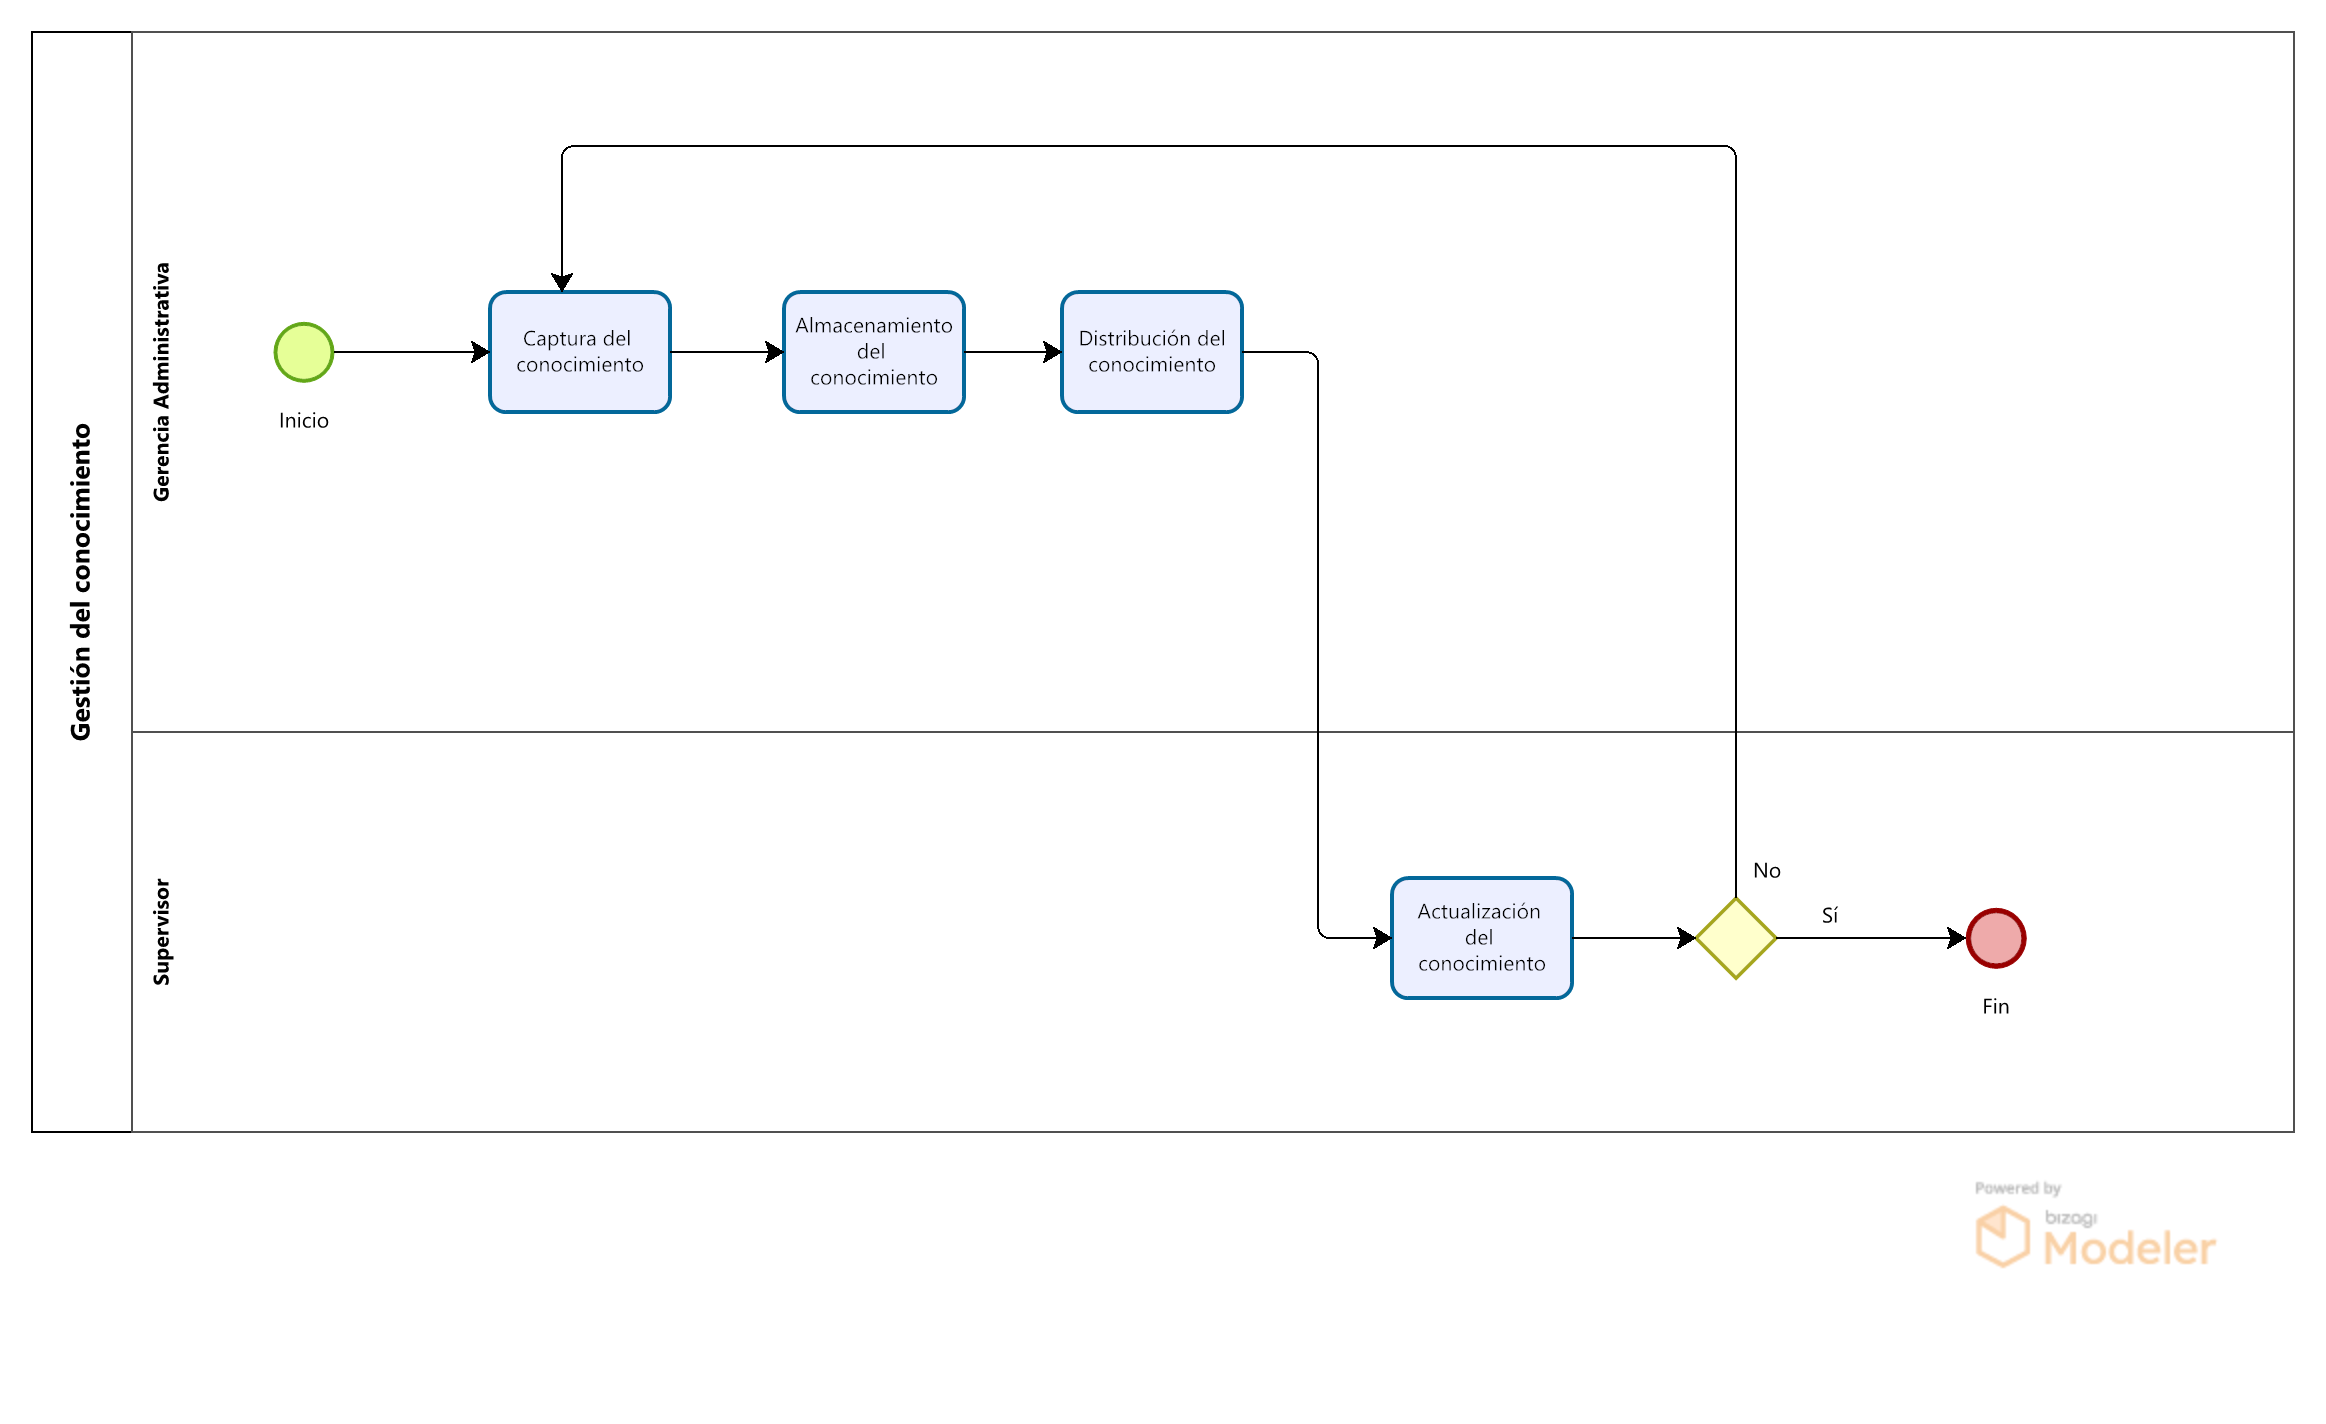 Gestión del conocimiento
Gerencia Administrativa
Inicio
Captura del
conocimiento
Almacenamiento
del
conocimiento
Distribución del
conocimiento
Supervisor
Actualización
del
conocimiento
No
Sí
Fin
Powered by
bizagi
Modeler